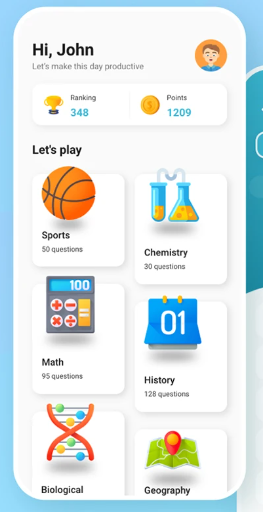 Hi, John
Let's make this day productive
Ranking
348
Points
1209
Let's play
Sports
50 questions
Chemistry
30 questions
100
Math
95 questions
01
History
128 questions
Biological
Geography